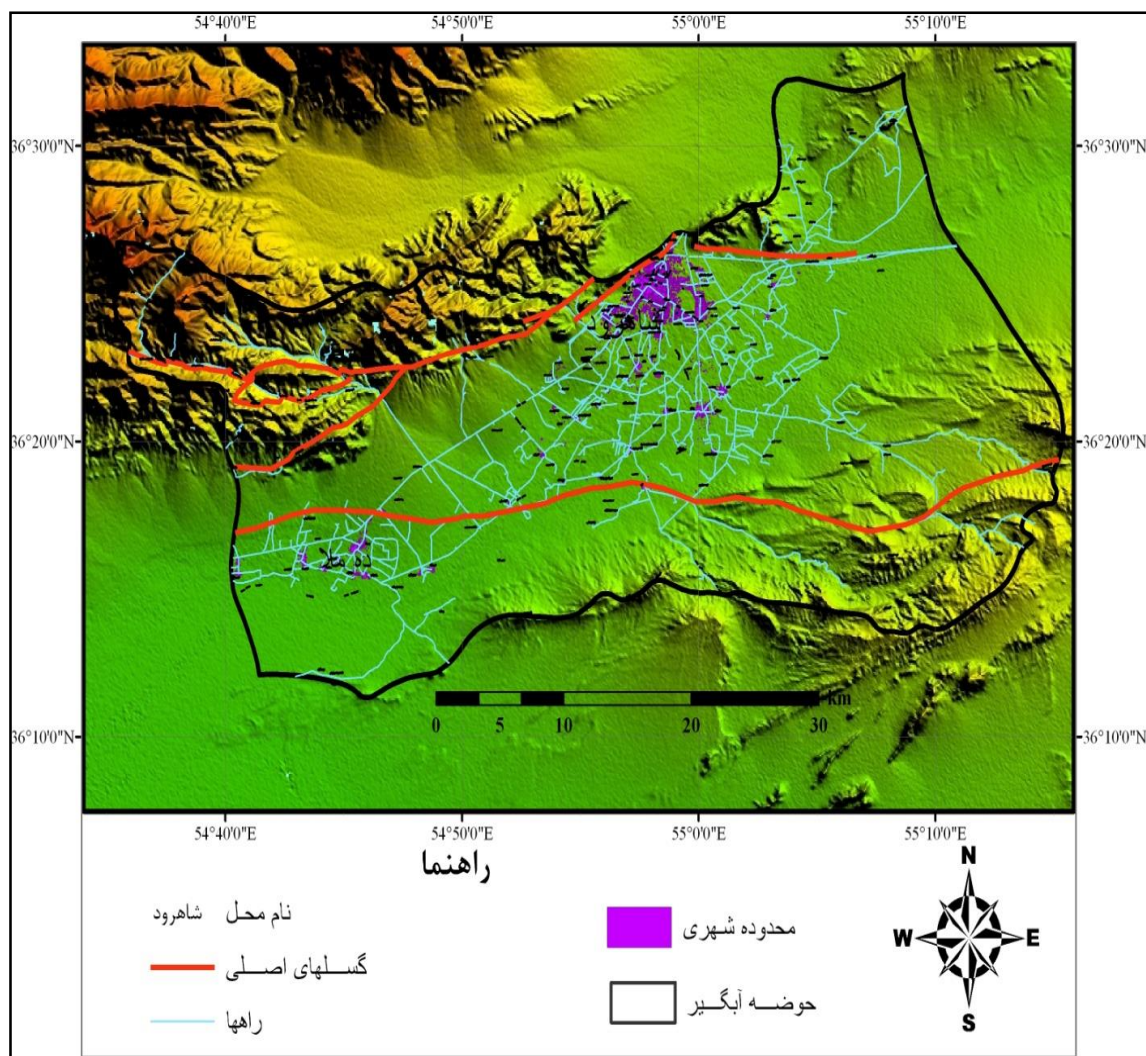 54°40'0"E 54°50'0"E 55°0'0"E 55°10'0"E
36°30'0"N 36°30'0"N
شاهرود
36°20'0"N 36°20'0"N
ده ملا
km
0 5 10 20 30
36°10'0"N 36°10'0"N
54°40'0"E 54°50'0"E 55°0'0"E 55°10'0"E
راهنما
نام محل شاهرود
گسلهای اصلی
راهها
محدوده شهری
حوضه آبگیر
N
W E
S